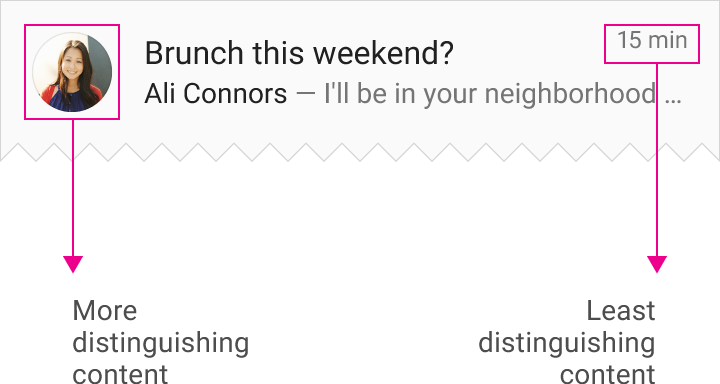 Brunch this weekend?
15 min
Ali Connors — I'll be in your neighborhood ...
More
distinguishing
content
Least
distinguishing
content